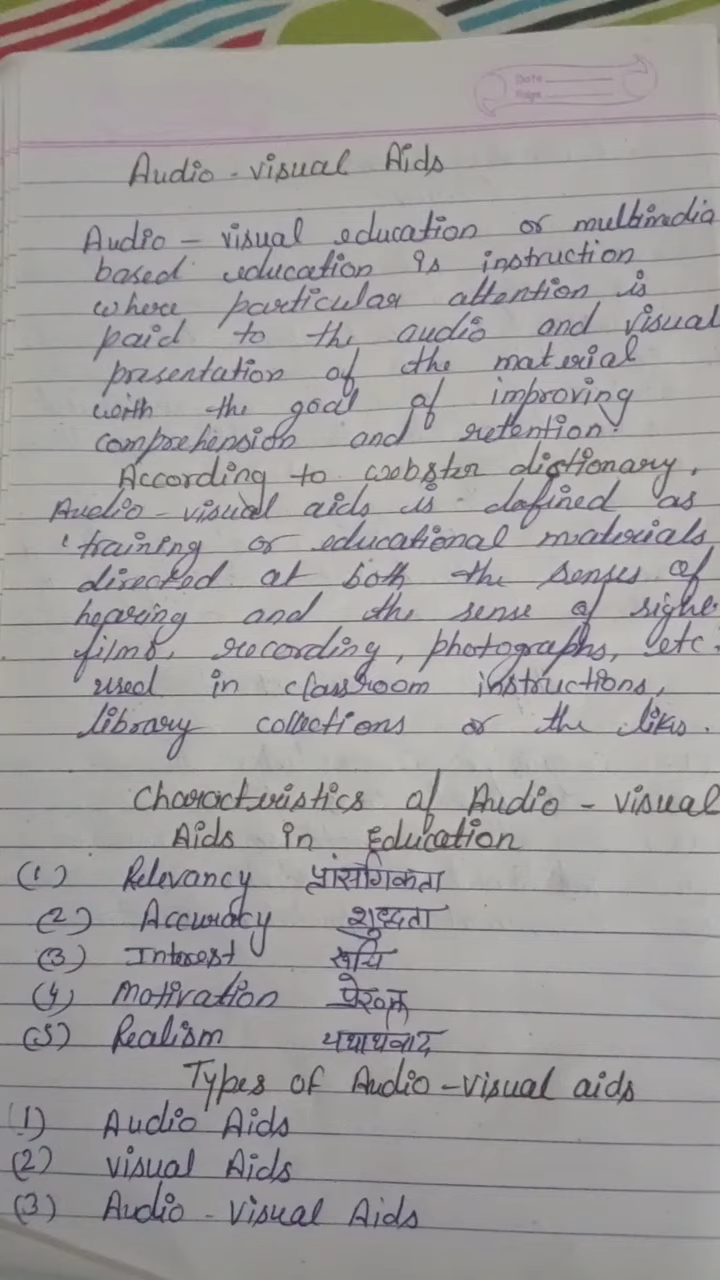 Date
Page
Audio - visual Aids
Audio - visual education or multimedia
based education is instruction
where particular attention is
paid to the audio and visual
presentation of the material
with the goal of improving
comprehension and retention.
According to webster dictionary,
Audio-visual aids is defined as
'training or educational materials
directed at both the senses of
hearing and the sense of sight
films, recording, photographs, etc.
used in classroom instructions,
library collections or the likes.
Characteristics of Audio - visual
Aids in Education
(1) Relevancy प्रांसगिकता
(2) Accuracy शुध्दता
(3) Interest रूचि
(4) Motivation
(5) Realism यथार्थवाद
Types of Audio-visual aids
(1) Audio Aids
(2) visual Aids
(3) Audio - visual Aids